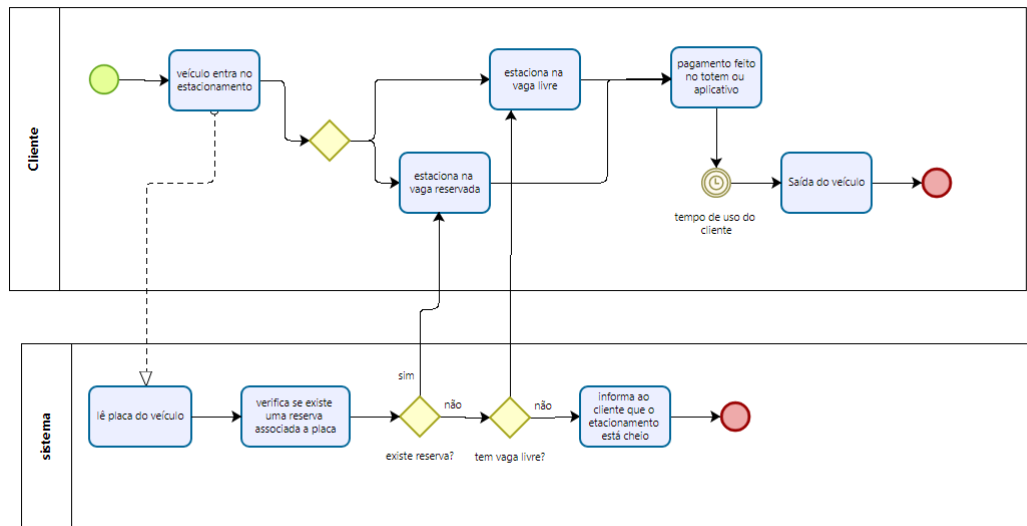 Cliente
veículo entra no
estacionamento
estaciona na
vaga livre
pagamento feito
no totem ou
aplicativo
estaciona na
vaga reservada
Saída do veículo
tempo de uso do
cliente
sistema
sim
lê placa do veículo
verifica se existe
uma reserva
associada a placa
não
não
informa ao
cliente que o
etacionamento
está cheio
existe reserva?
tem vaga livre?